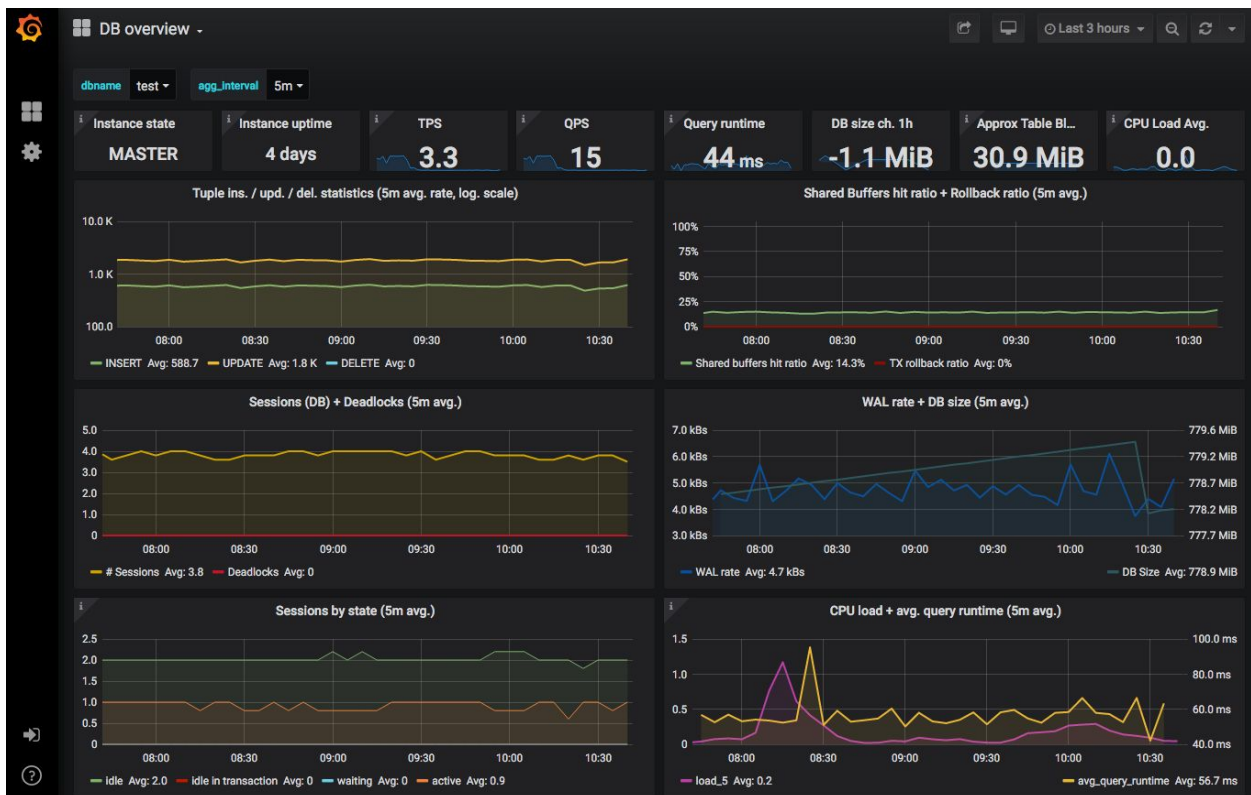 DB overview
Last 3 hours
dbname test agg_interval 5m
i Instance state
MASTER
i Instance uptime
4 days
i TPS
3.3
i QPS
15
i Query runtime
44 ms
DB size ch. 1h
-1.1 MiB
i Approx Table Bl...
30.9 MiB
i CPU Load Avg.
0.0
Tuple ins. / upd. / del. statistics (5m avg. rate, log. scale)
10.0 K
1.0 K
100.0
08:00 08:30 09:00 09:30 10:00 10:30
INSERT Avg: 588.7 UPDATE Avg: 1.8 K DELETE Avg: 0
Shared Buffers hit ratio + Rollback ratio (5m avg.)
100%
75%
50%
25%
0%
08:00 08:30 09:00 09:30 10:00 10:30
Shared buffers hit ratio Avg: 14.3% TX rollback ratio Avg: 0%
Sessions (DB) + Deadlocks (5m avg.)
5.0
4.0
3.0
2.0
1.0
0
08:00 08:30 09:00 09:30 10:00 10:30
# Sessions Avg: 3.8 Deadlocks Avg: 0
WAL rate + DB size (5m avg.)
7.0 kBs 779.6 MiB
6.0 kBs 779.2 MiB
5.0 kBs 778.7 MiB
4.0 kBs 778.2 MiB
3.0 kBs 777.7 MiB
08:00 08:30 09:00 09:30 10:00 10:30
WAL rate Avg: 4.7 kBs DB Size Avg: 778.9 MiB
i Sessions by state (5m avg.)
2.5
2.0
1.5
1.0
0.5
0
08:00 08:30 09:00 09:30 10:00 10:30
idle Avg: 2.0 idle in transaction Avg: 0 waiting Avg: 0 active Avg: 0.9
i CPU load + avg. query runtime (5m avg.)
1.5 100.0 ms
1.0 80.0 ms
0.5 60.0 ms
0 40.0 ms
08:00 08:30 09:00 09:30 10:00 10:30
load_5 Avg: 0.2 avg_query_runtime Avg: 56.7 ms
?